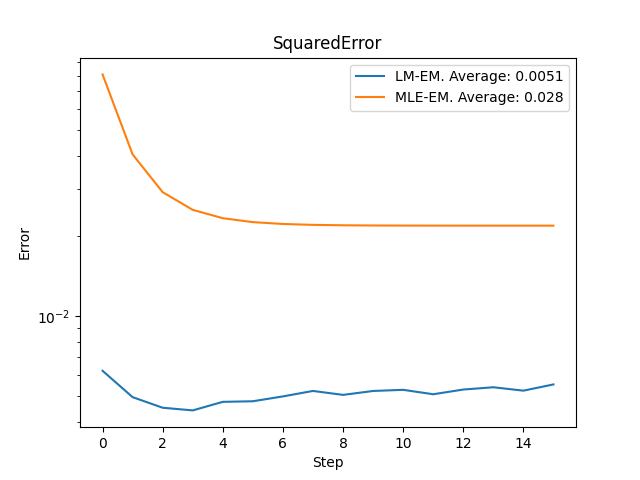 SquaredError
LM-EM. Average: 0.0051
MLE-EM. Average: 0.028
Error
10⁻²
0 2 4 6 8 10 12 14
Step